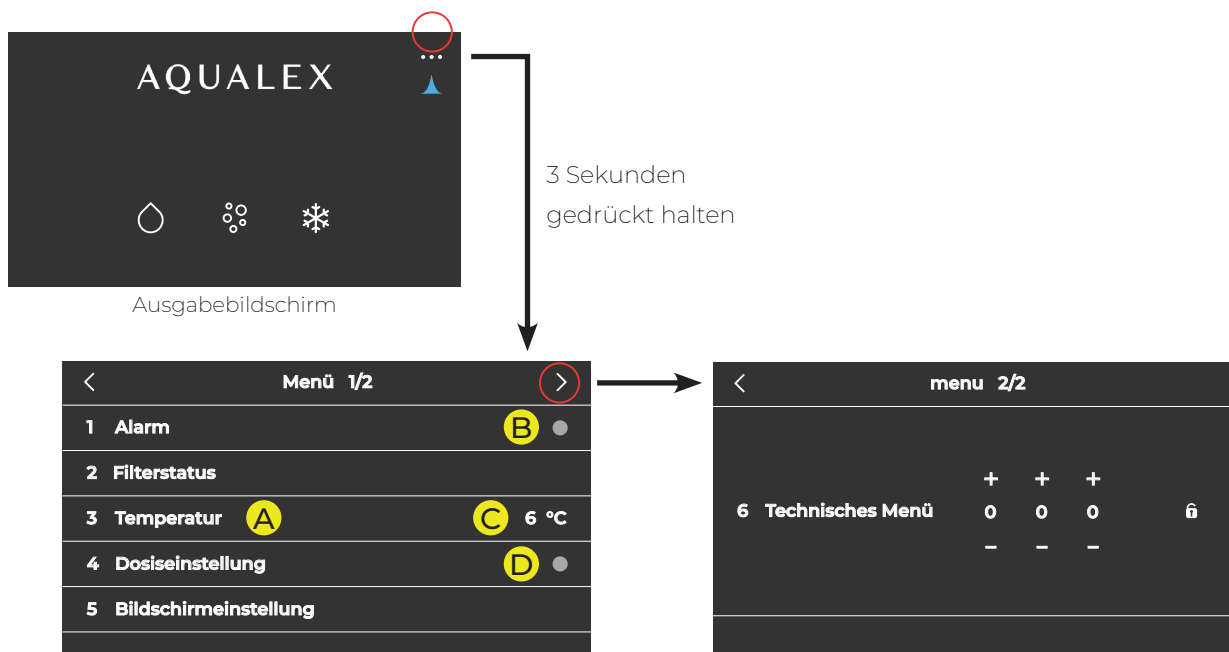 AQUALEX
3 Sekunden
gedrückt halten
Ausgabebildschirm
Menü 1/2
1 Alarm B
2 Filterstatus
3 Temperatur A C 6 °C
4 Dosiseinstellung D
5 Bildschirmeinstellung
menu 2/2
+ + +
6 Technisches Menü 0 0 0
- - -